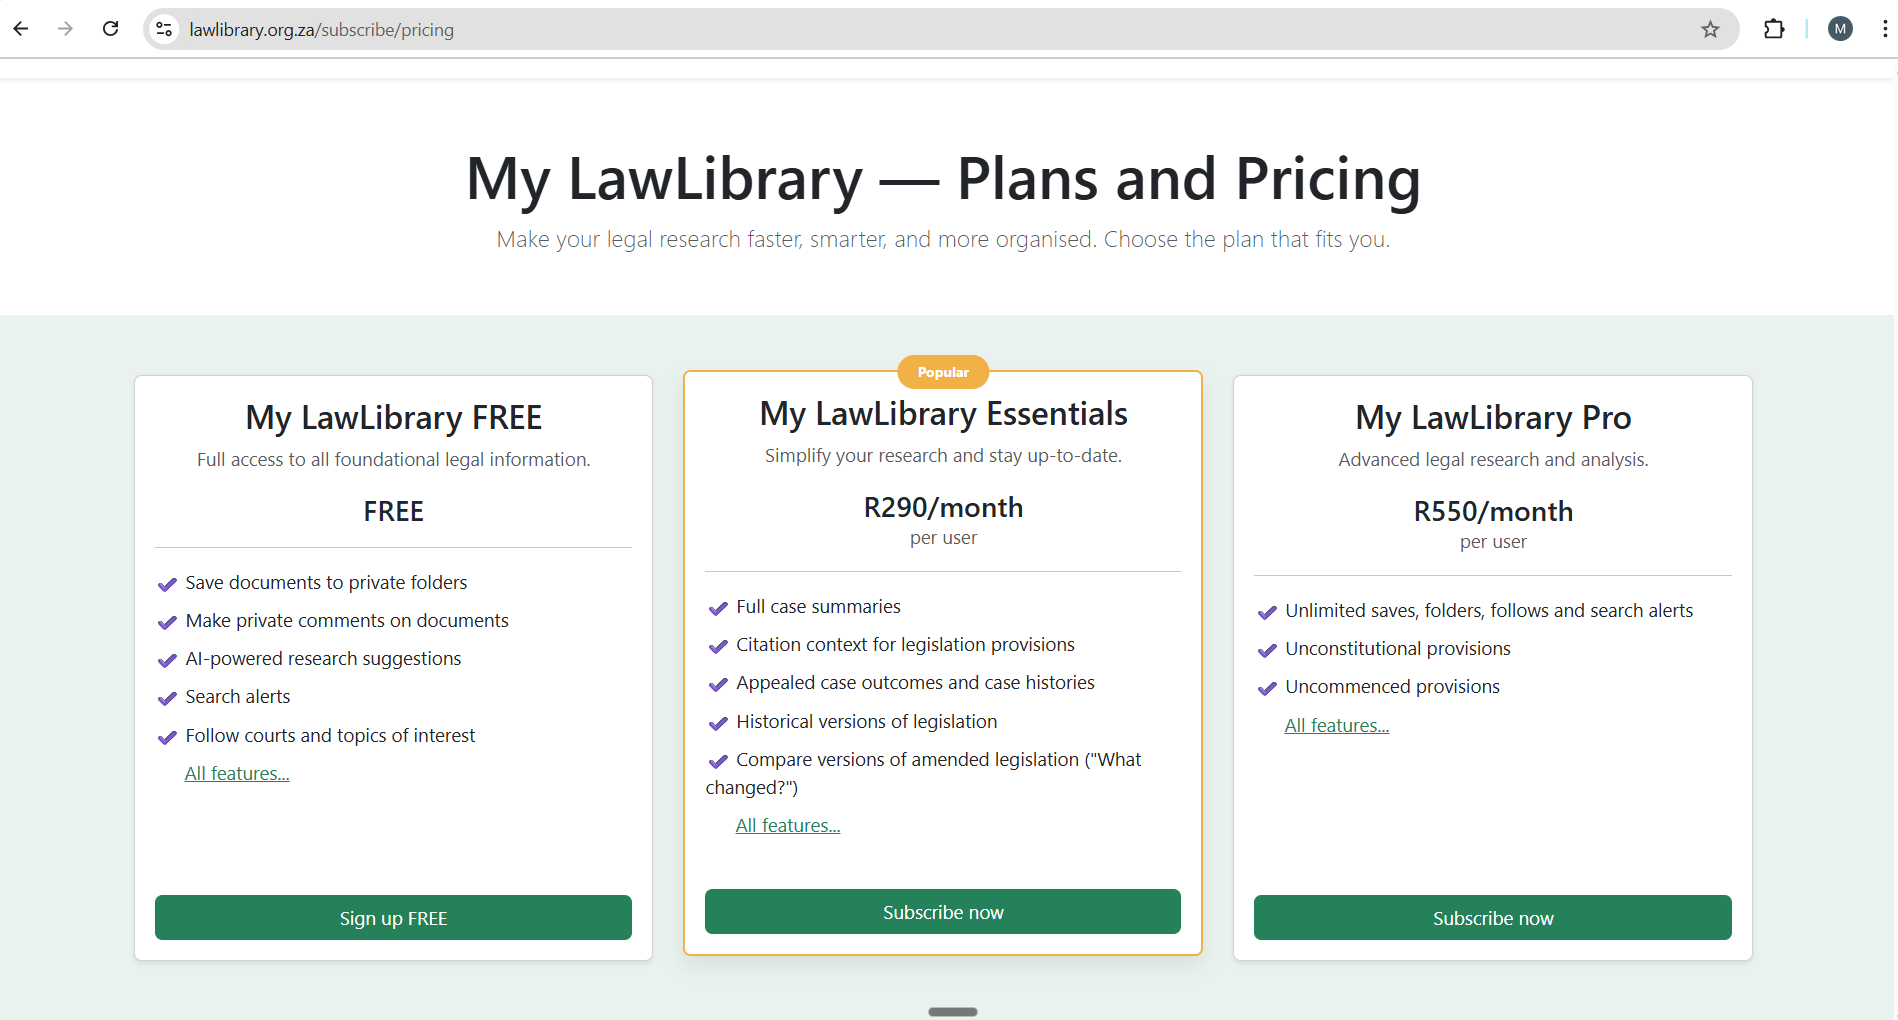 lawlibrary.org.za/subscribe/pricing
M
My LawLibrary — Plans and Pricing
Make your legal research faster, smarter, and more organised. Choose the plan that fits you.
My LawLibrary FREE
Full access to all foundational legal information.
FREE
Save documents to private folders
Make private comments on documents
AI-powered research suggestions
Search alerts
Follow courts and topics of interest
All features...
Sign up FREE
Popular
My LawLibrary Essentials
Simplify your research and stay up-to-date.
R290/month
per user
Full case summaries
Citation context for legislation provisions
Appealed case outcomes and case histories
Historical versions of legislation
Compare versions of amended legislation ("What
changed?")
All features...
Subscribe now
My LawLibrary Pro
Advanced legal research and analysis.
R550/month
per user
Unlimited saves, folders, follows and search alerts
Unconstitutional provisions
Uncommenced provisions
All features...
Subscribe now